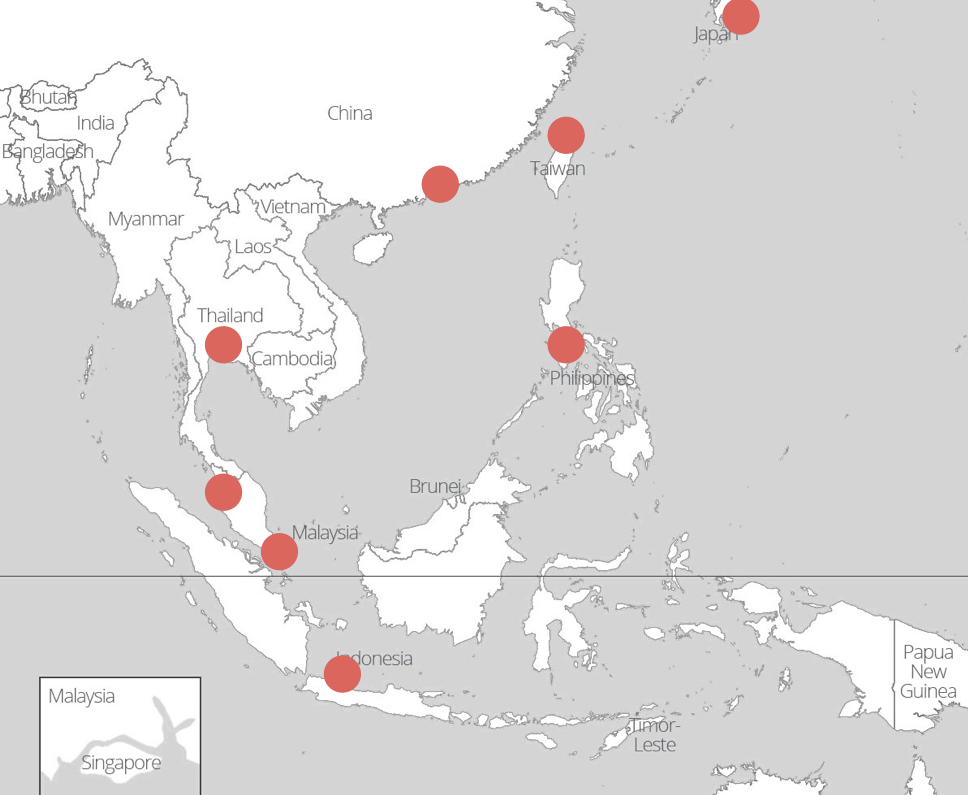 Japan
Bhutan
China
India
Bangladesh
Taiwan
Vietnam
Myanmar
Laos
Thailand
Cambodia
Philippines
Brunei
Malaysia
Indonesia
Papua
New
Guinea
Malaysia
Timor-
Leste
Singapore